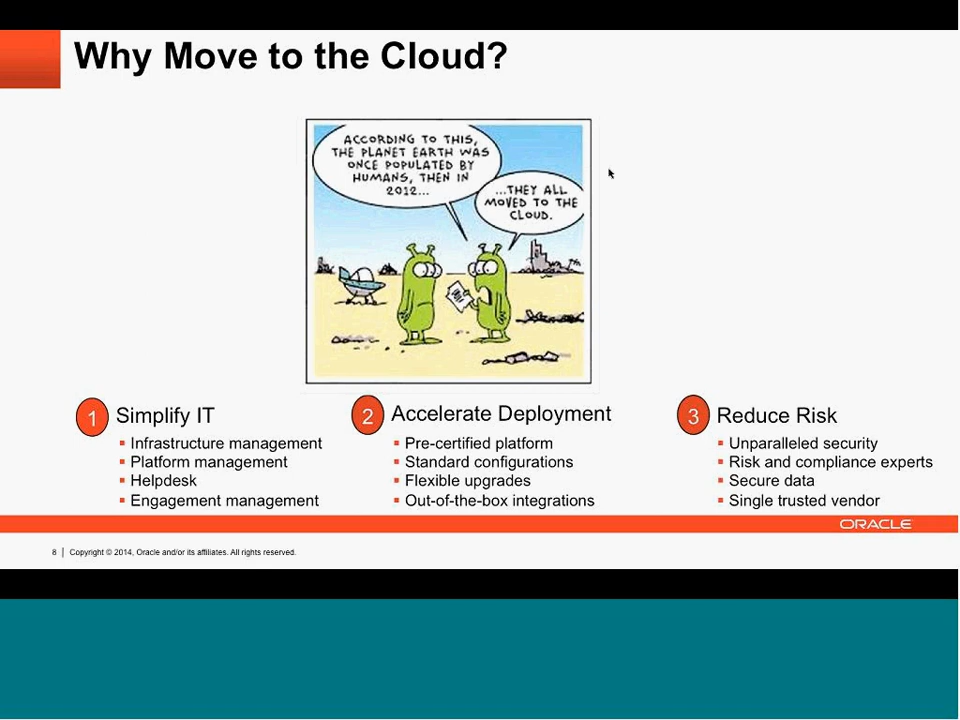 Why Move to the Cloud?
ACCORDING TO THIS,
THE PLANET EARTH WAS
ONCE POPULATED BY
HUMANS, THEN IN
2012...
...THEY ALL
MOVED TO THE
CLOUD.
1 Simplify IT
▪ Infrastructure management
▪ Platform management
▪ Helpdesk
▪ Engagement management
2 Accelerate Deployment
▪ Pre-certified platform
▪ Standard configurations
▪ Flexible upgrades
▪ Out-of-the-box integrations
3 Reduce Risk
▪ Unparalleled security
▪ Risk and compliance experts
▪ Secure data
▪ Single trusted vendor
ORACLE
8 | Copyright © 2014, Oracle and/or its affiliates. All rights reserved.